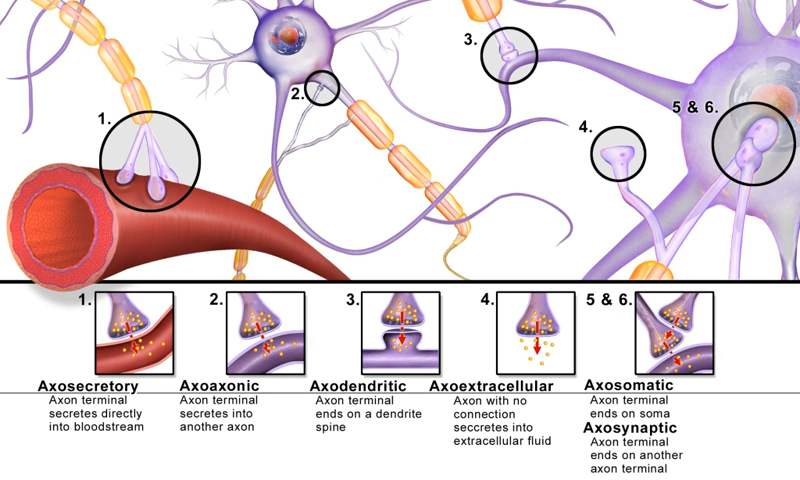 1.
2.
3.
4.
5 & 6.
1.
2.
3.
4.
5 & 6.
Axosecretory
Axon terminal
secretes directly
into bloodstream
Axoaxonic
Axon terminal
secretes into
another axon
Axodendritic
Axon terminal
ends on a dendrite
spine
Axoextracellular
Axon with no
connection
seccretes into
extracellular fluid
Axosomatic
Axon terminal
ends on soma
Axosynaptic
Axon terminal
ends on another
axon terminal